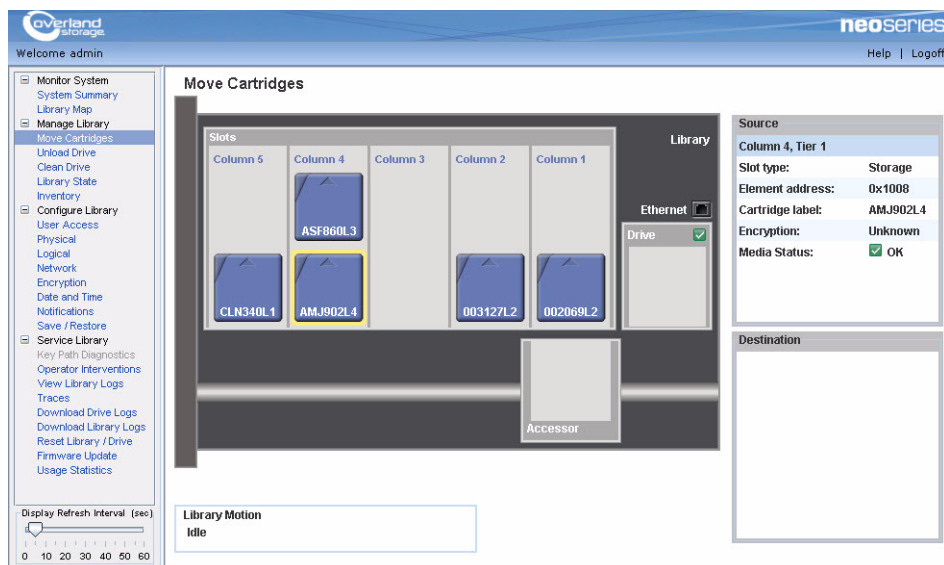 overland
storage.
neoseries
Welcome admin
Help | Logoff
Monitor System
System Summary
Library Map
Manage Library
Move Cartridges
Unload Drive
Clean Drive
Library State
Inventory
Configure Library
User Access
Physical
Logical
Network
Encryption
Date and Time
Notifications
Save / Restore
Service Library
Key Path Diagnostics
Operator Interventions
View Library Logs
Traces
Download Drive Logs
Download Library Logs
Reset Library / Drive
Firmware Update
Usage Statistics
Display Refresh Interval (sec)
0 10 20 30 40 50 60
Move Cartridges
Slots
Library
Column 5 Column 4 Column 3 Column 2 Column 1
ASF860L3
Ethernet
Drive
CLN340L1 AMJ902L4 003127L2 002069L2
Accessor
Library Motion
Idle
Source
Column 4, Tier 1
Slot type: Storage
Element address: 0x1008
Cartridge label: AMJ902L4
Encryption: Unknown
Media Status: OK
Destination